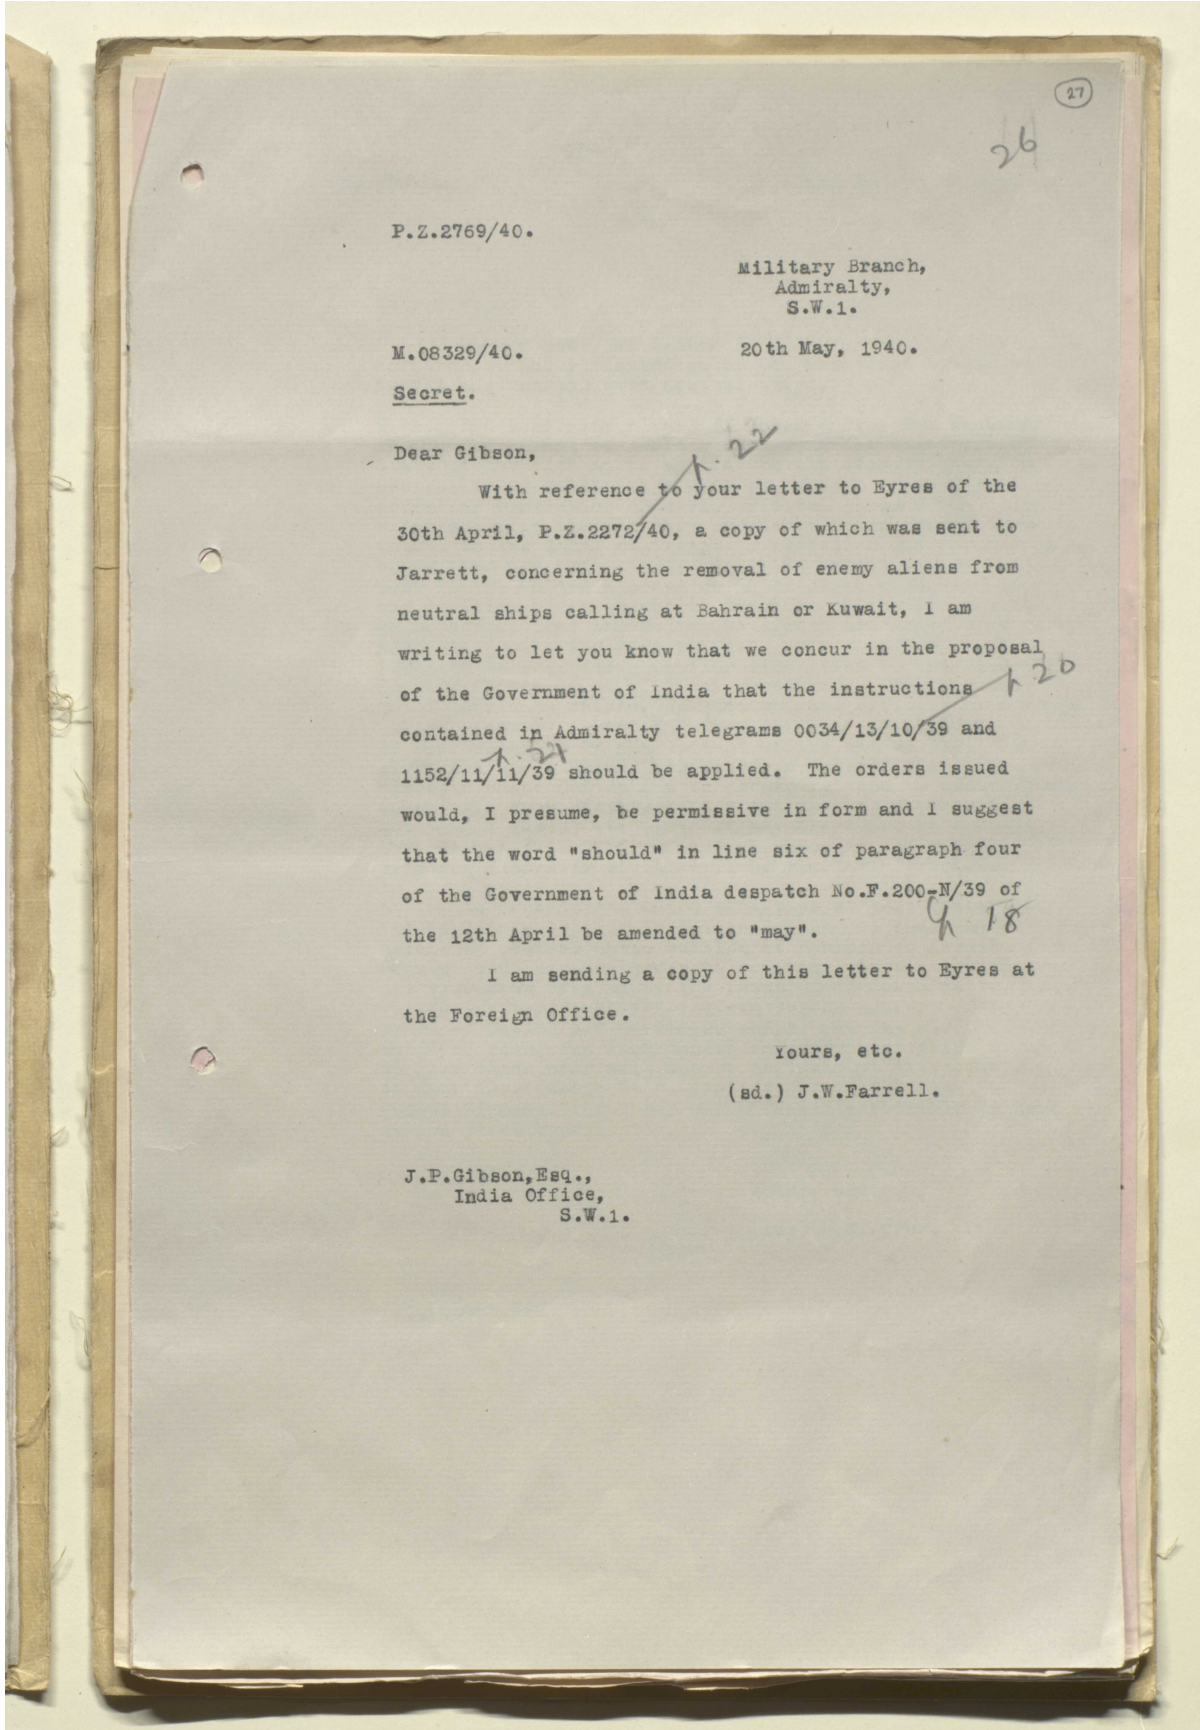 27
26
P.Z.2769/40.
Military Branch,
Admiralty,
S.W.1.
M.08329/40.
20th May, 1940.
Secret.
Dear Gibson,
p. 22
With reference to your letter to Eyres of the
30th April, P.Z.2272/40, a copy of which was sent to
Jarrett, concerning the removal of enemy aliens from
neutral ships calling at Bahrain or Kuwait, I am
writing to let you know that we concur in the proposal
of the Government of India that the instructions
p 20
contained in Admiralty telegrams 0034/13/10/39 and
p. 21
1152/11/11/39 should be applied. The orders issued
would, I presume, be permissive in form and I suggest
that the word "should" in line six of paragraph four
of the Government of India despatch No.F.200-N/39 of
18
the 12th April be amended to "may".
I am sending a copy of this letter to Eyres at
the Foreign Office.
Yours, etc.
(sd.) J.W.Farrell.
J.P.Gibson,Esq.,
India Office,
S.W.1.